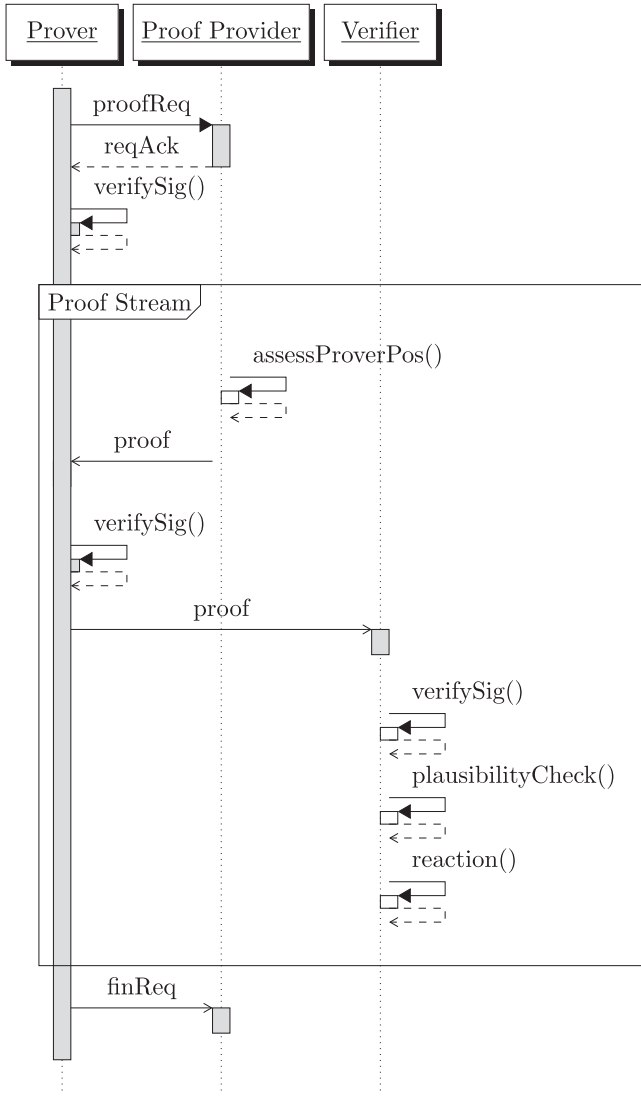 Prover
Proof Provider
Verifier
proofReq
reqAck
verifySig()
Proof Stream
assessProverPos()
proof
verifySig()
proof
verifySig()
plausibilityCheck()
reaction()
finReq